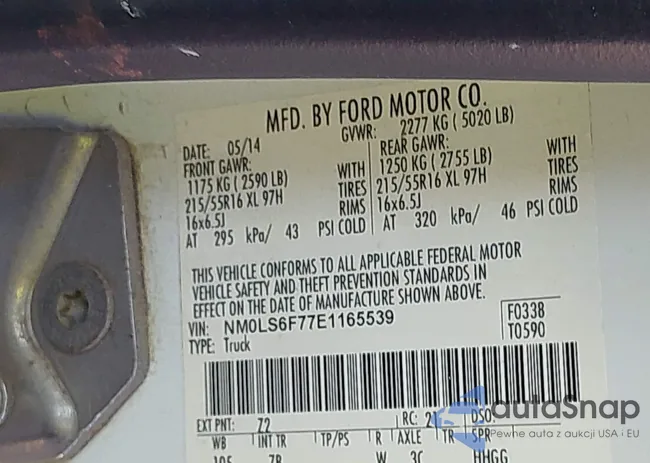 MFD. BY FORD MOTOR CO.
DATE: 05/14 GVWR: 2277 KG ( 5020 LB)
FRONT GAWR: REAR GAWR:
1175 KG ( 2590 LB) WITH 1250 KG ( 2755 LB) WITH
215/55R16 XL 97H TIRES 215/55R16 XL 97H TIRES
16x6.5J RIMS 16x6.5J RIMS
AT 295 kPa/ 43 PSI COLD AT 320 kPa/ 46 PSI COLD
THIS VEHICLE CONFORMS TO ALL APPLICABLE FEDERAL MOTOR
VEHICLE SAFETY AND THEFT PREVENTION STANDARDS IN
EFFECT ON THE DATE OF MANUFACTURE SHOWN ABOVE.
VIN: NM0LS6F77E1165539 F0338
TYPE: Truck T0590
EXT PNT: Z2 RC: DSO:
WB INT TR TP/PS R AXLE TR SPR
W HHGG
autaSnap
Pewne auta z aukcji USA i EU